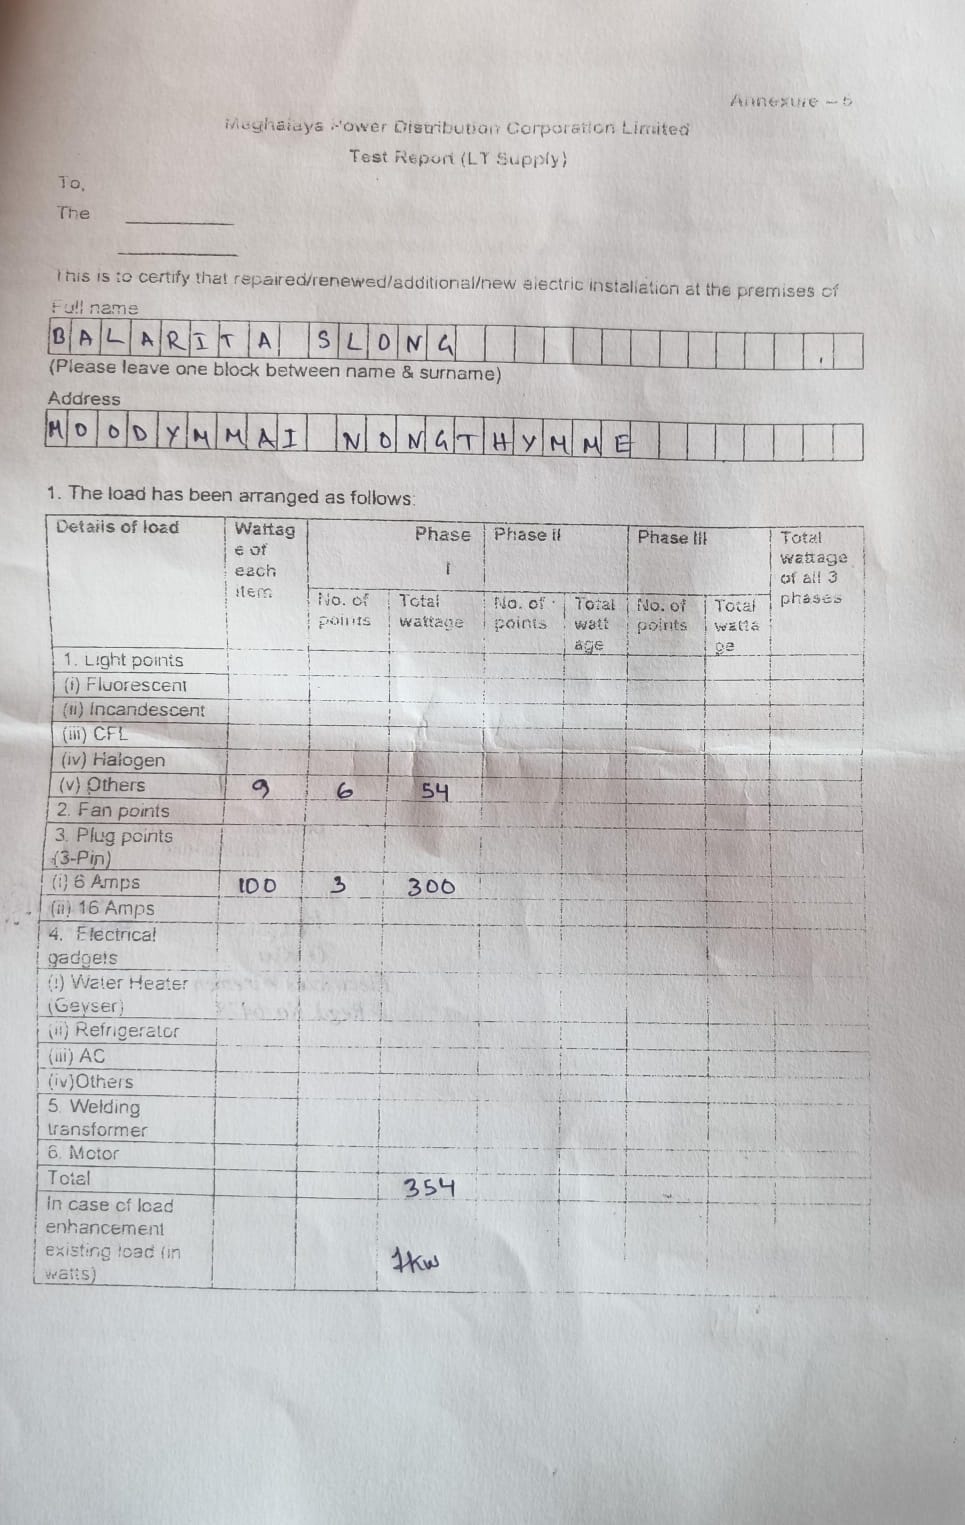 Annexure – 5
Meghalaya Power Distribution Corporation Limited
Test Report (LT Supply)
To,
The
This is to certify that repaired/renewed/additional/new electric installation at the premises of
Full name
BALARITA SLONG
(Please leave one block between name & surname)
Address
MOODYMMAI NONGTHYMME
1. The load has been arranged as follows:
Details of load Wattag e of each item Phase I Phase II Phase III Total wattage of all 3 phases
No. of points Total wattage No. of points Total watt age No. of points Total watta ge
1. Light points
(i) Fluorescent
(ii) Incandescent
(iii) CFL
(iv) Halogen
(v) Others 9 6 54
2. Fan points
3. Plug points
(3-Pin)
(i) 6 Amps 100 3 300
(ii) 16 Amps
4. Electrical
gadgets
(i) Water Heater
(Geyser)
(ii) Refrigerator
(iii) AC
(iv)Others
5. Welding
transformer
6. Motor
Total 354
In case of load
enhancement
existing load (in
watts) 1kw